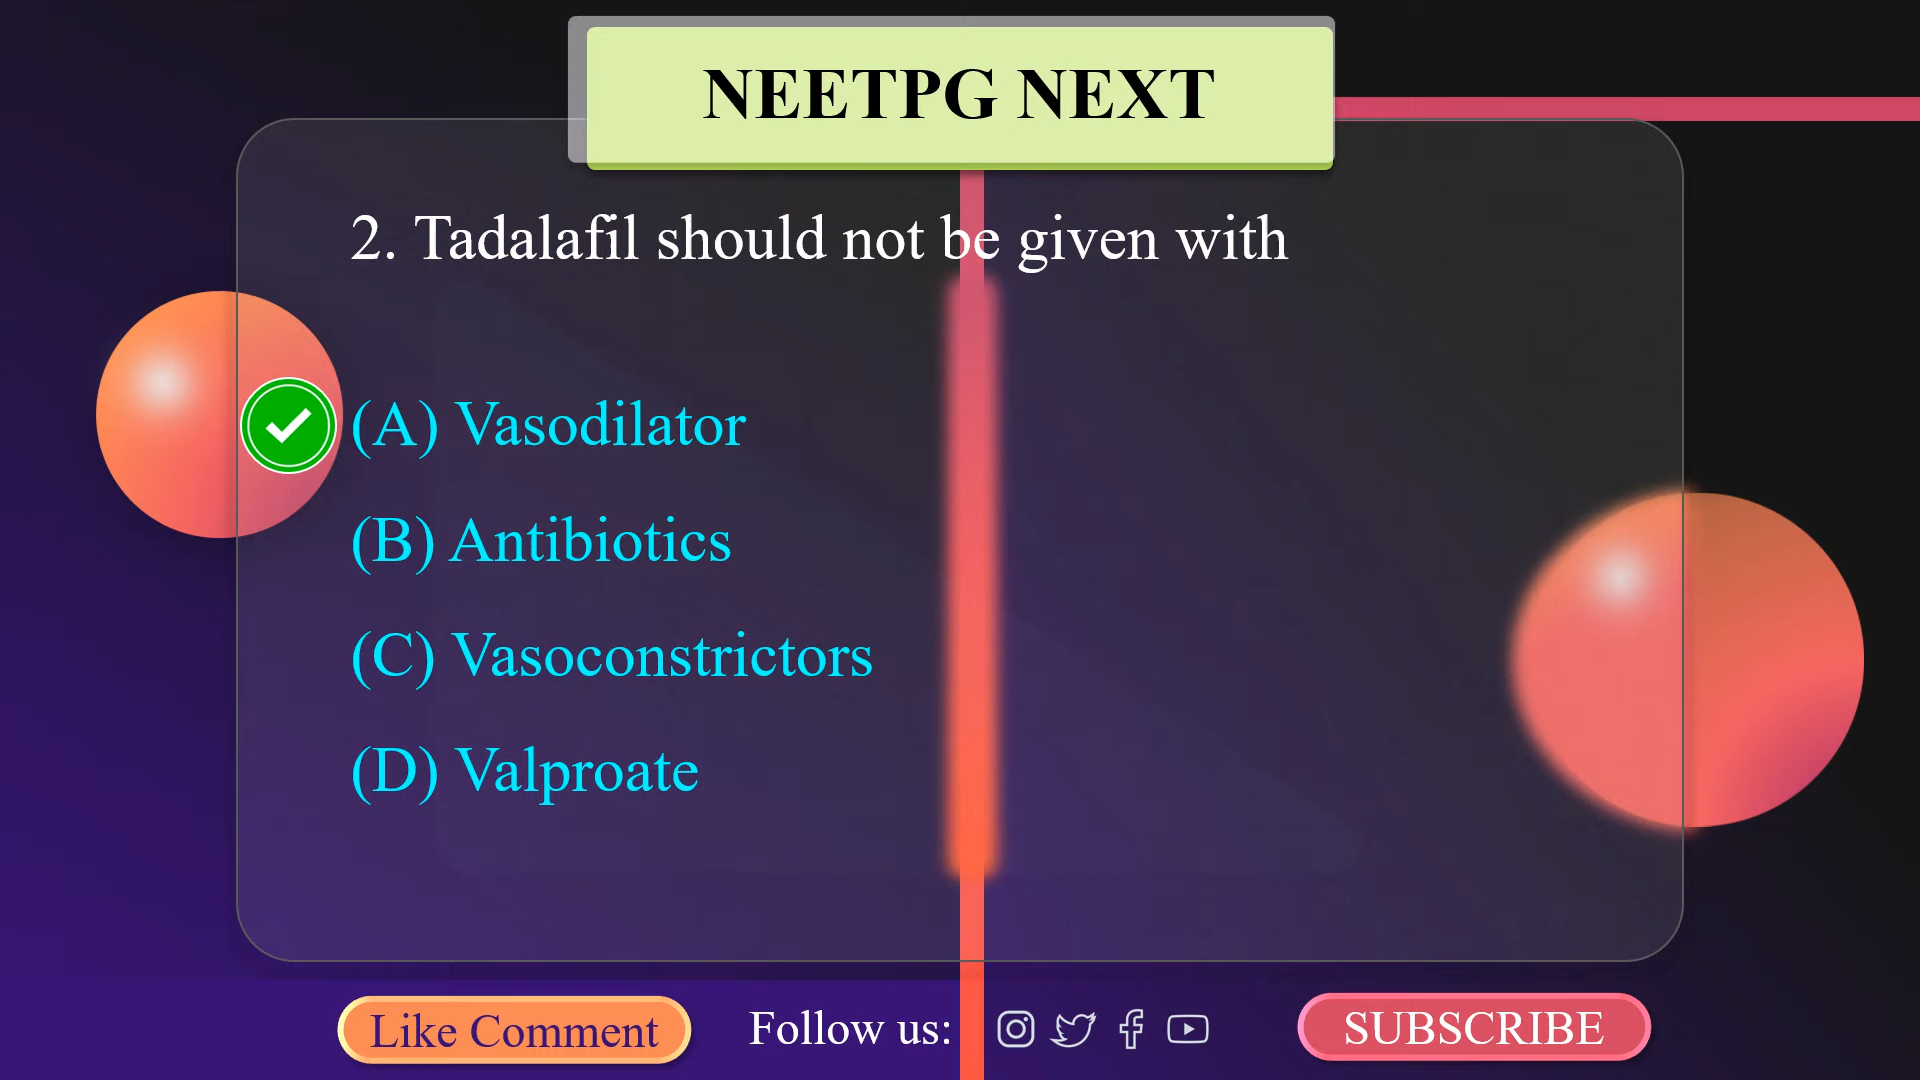 NEETPG NEXT
2. Tadalafil should not be given with
(A) Vasodilator
(B) Antibiotics
(C) Vasoconstrictors
(D) Valproate
Like Comment
Follow us:
SUBSCRIBE